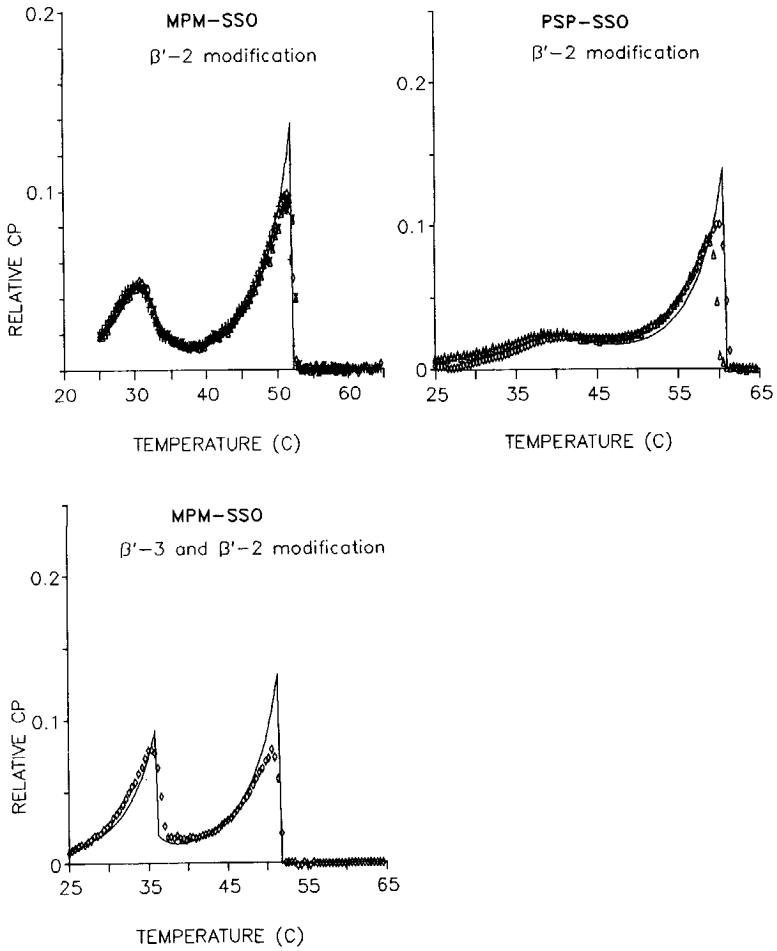 MPM-SSO
β'-2 modification
0.2
0.1
0
RELATIVE CP
20 30 40 50 60
TEMPERATURE (C)
PSP-SSO
β'-2 modification
0.2
0.1
0
25 35 45 55 65
TEMPERATURE (C)
MPM-SSO
β'-3 and β'-2 modification
0.2
0.1
0
RELATIVE CP
25 35 45 55 65
TEMPERATURE (C)